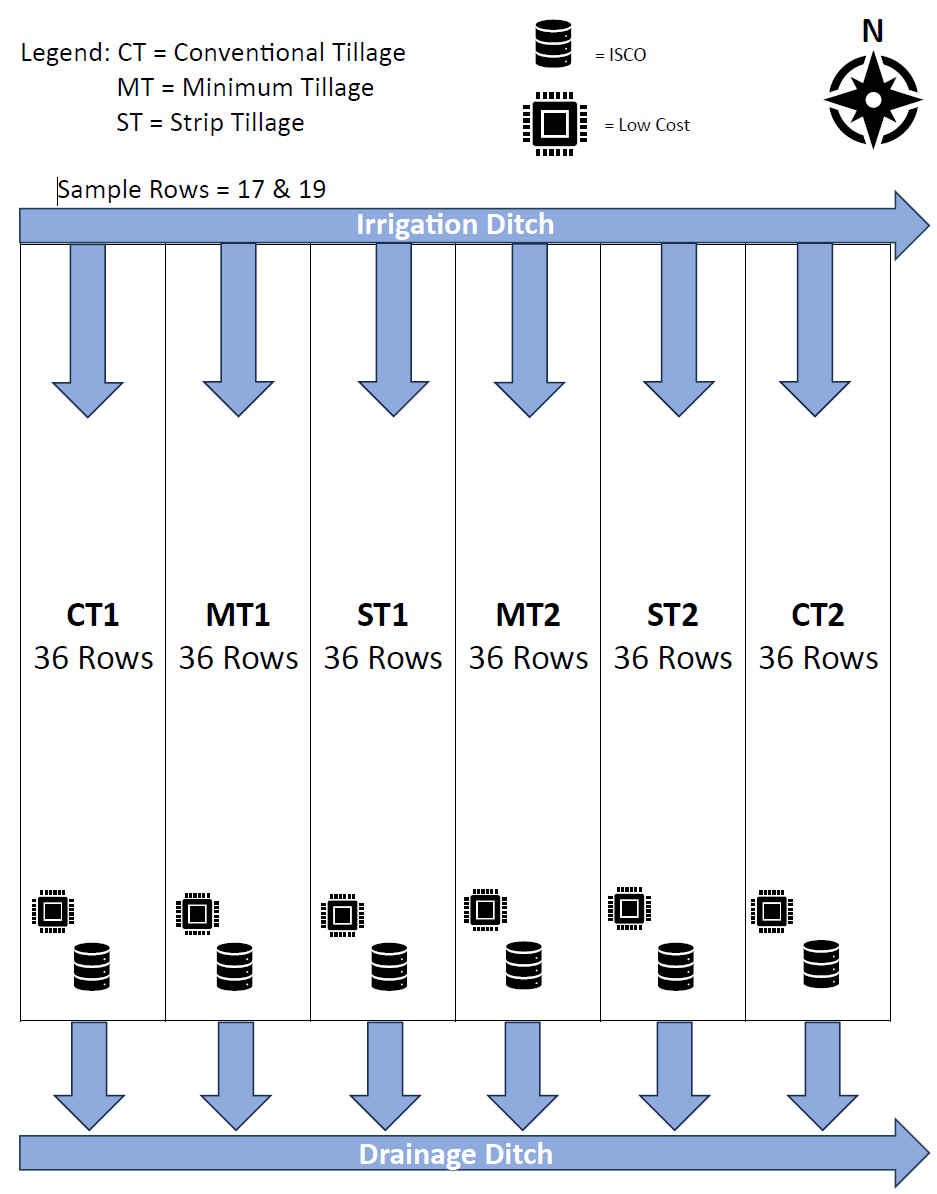 Legend: CT = Conventional Tillage
MT = Minimum Tillage
ST = Strip Tillage
= ISCO
= Low Cost
N
Sample Rows = 17 & 19
Irrigation Ditch
CT1
36 Rows
MT1
36 Rows
ST1
36 Rows
MT2
36 Rows
ST2
36 Rows
CT2
36 Rows
Drainage Ditch